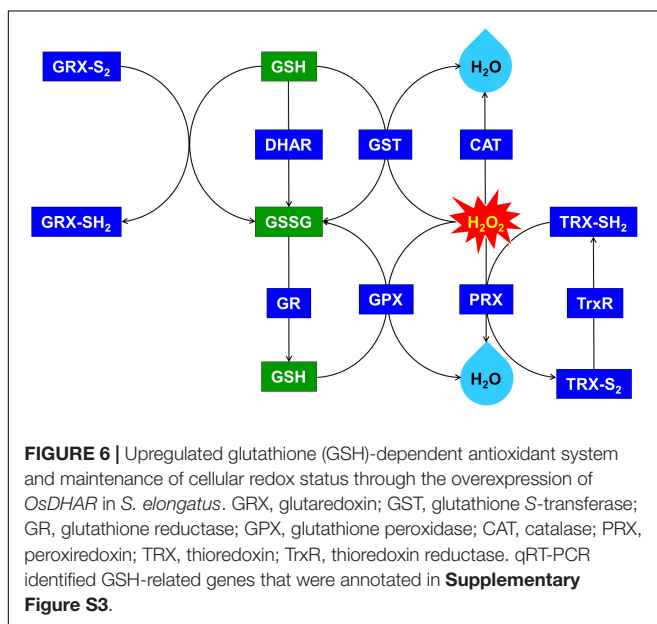 GRX-S2 GSH H2O
DHAR GST CAT
GRX-SH2 GSSG H2O2 TRX-SH2
GR GPX PRX TrxR
GSH H2O TRX-S2
FIGURE 6 | Upregulated glutathione (GSH)-dependent antioxidant system
and maintenance of cellular redox status through the overexpression of
OsDHAR in S. elongatus. GRX, glutaredoxin; GST, glutathione S-transferase;
GR, glutathione reductase; GPX, glutathione peroxidase; CAT, catalase; PRX,
peroxiredoxin; TRX, thioredoxin; TrxR, thioredoxin reductase. qRT-PCR
identified GSH-related genes that were annotated in Supplementary
Figure S3.